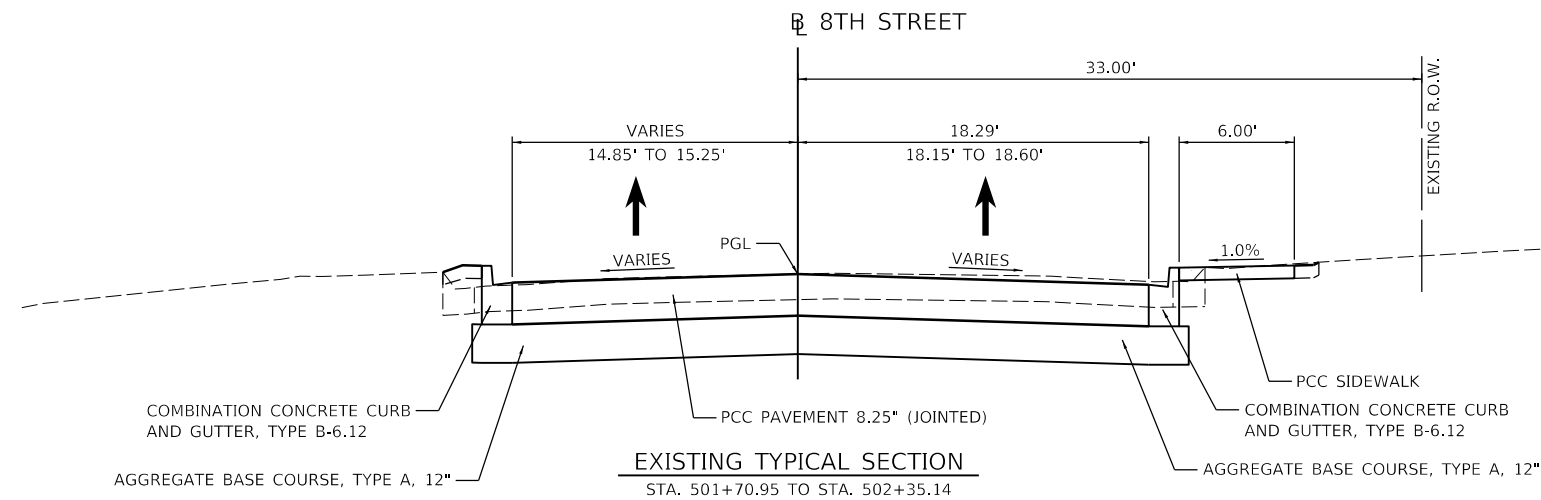 ℄ 8TH STREET
33.00'
EXISTING R.O.W.
VARIES
18.29'
6.00'
14.85' TO 15.25'
18.15' TO 18.60'
PGL
VARIES
VARIES
1.0%
PCC SIDEWALK
COMBINATION CONCRETE CURB
AND GUTTER, TYPE B-6.12
PCC PAVEMENT 8.25" (JOINTED)
COMBINATION CONCRETE CURB
AND GUTTER, TYPE B-6.12
AGGREGATE BASE COURSE, TYPE A, 12"
EXISTING TYPICAL SECTION
STA. 501+70.95 TO STA. 502+35.14
AGGREGATE BASE COURSE, TYPE A, 12"